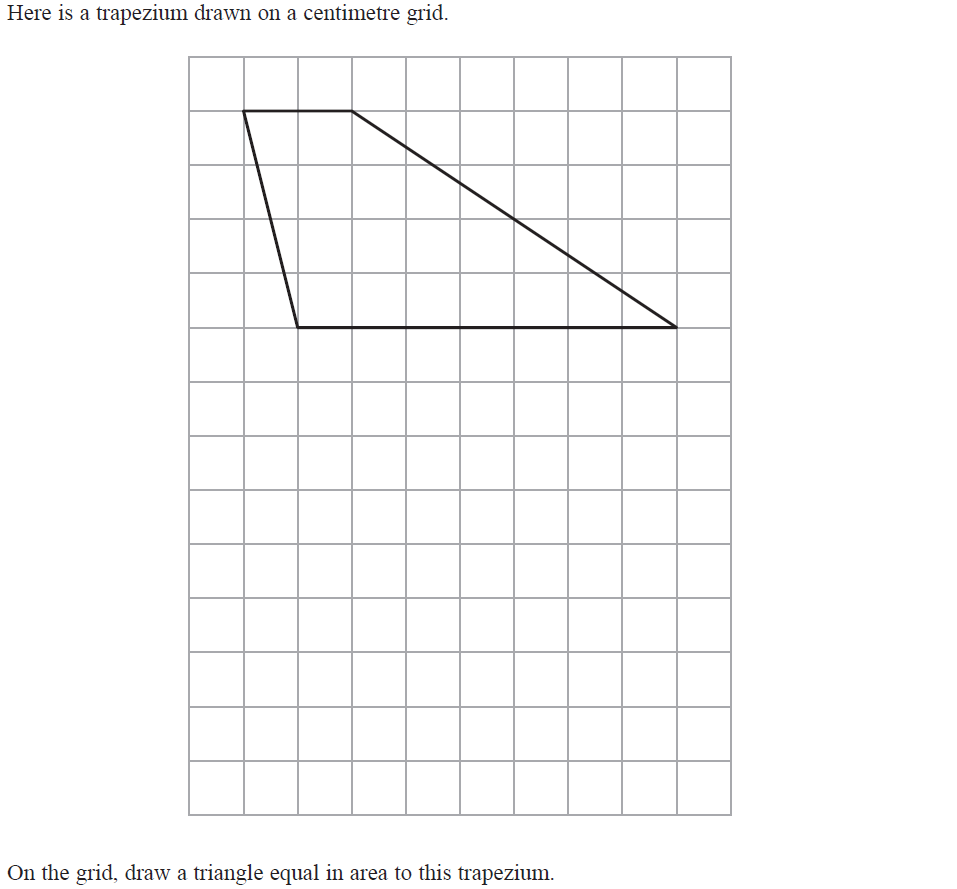 Here is a trapezium drawn on a centimetre grid.
On the grid, draw a triangle equal in area to this trapezium.